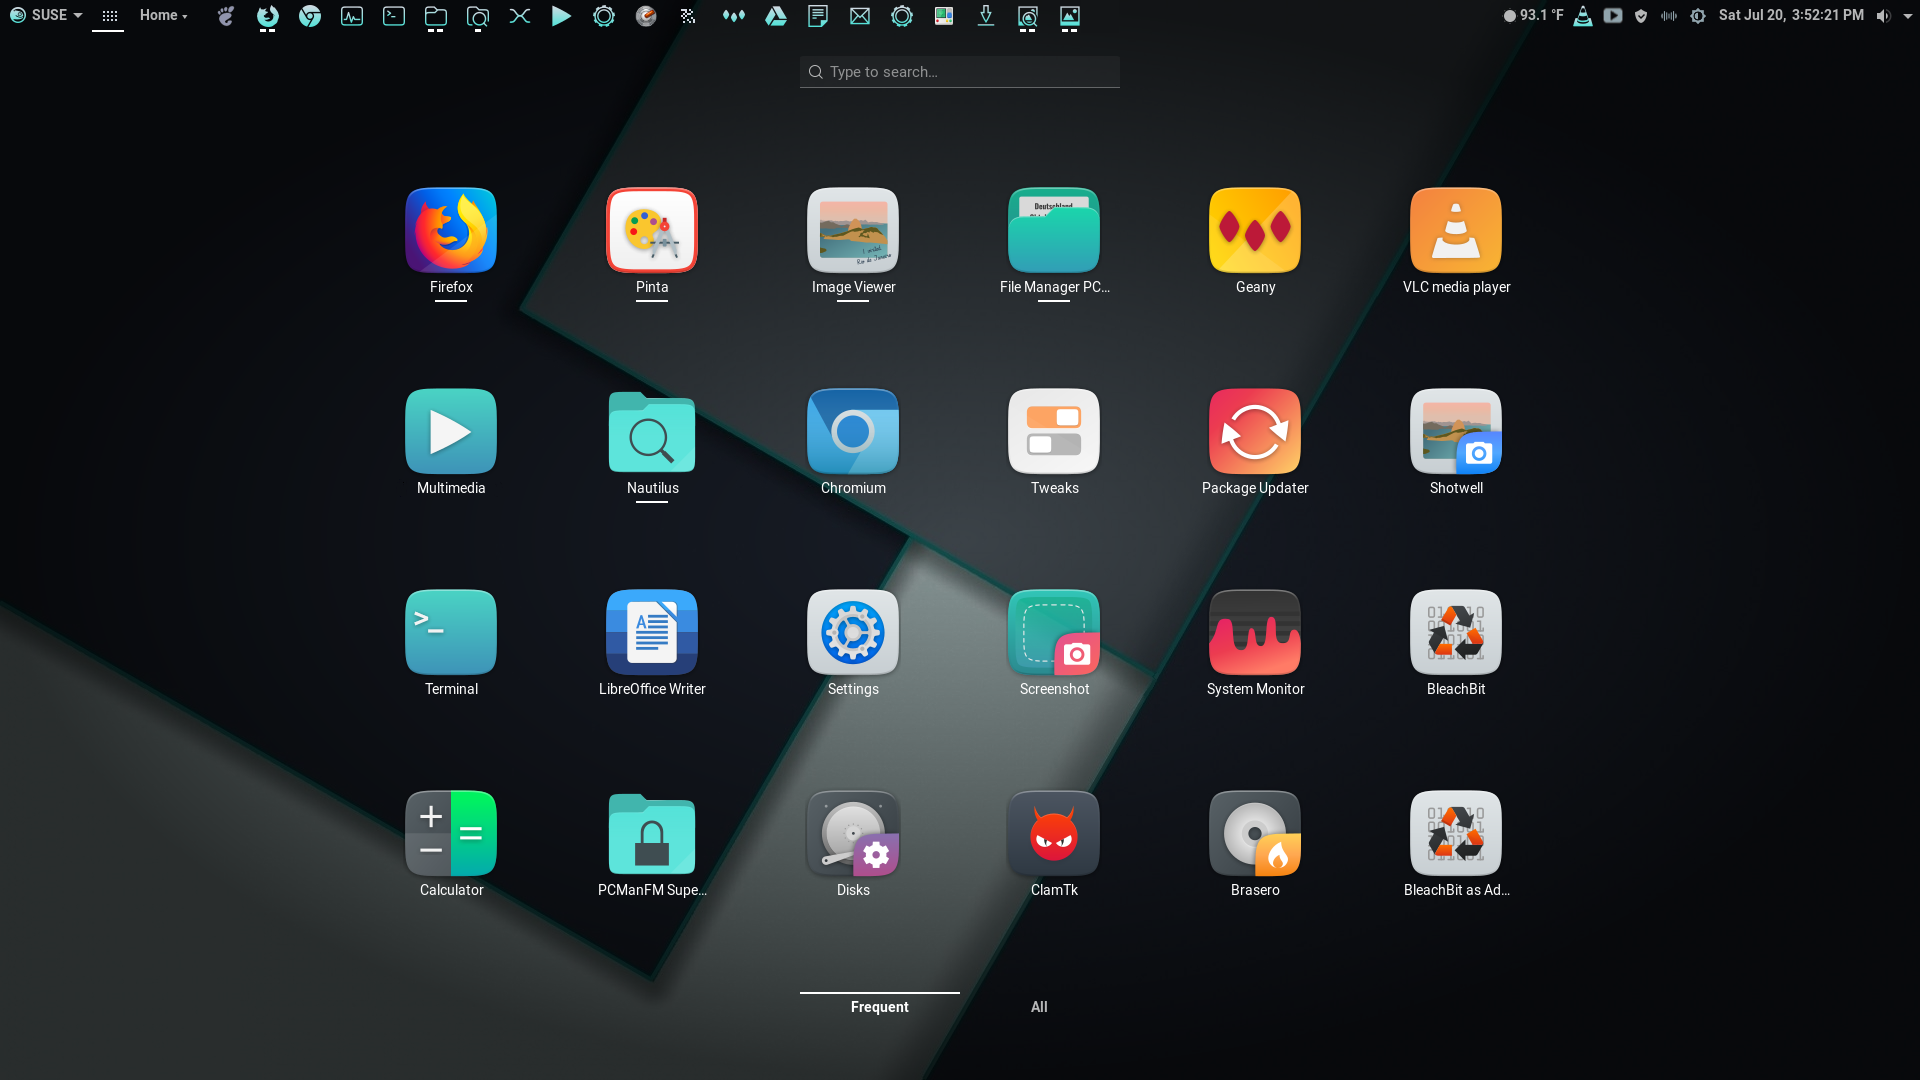 SUSE
Home
93.1 °F
Sat Jul 20, 3:52:21 PM
Type to search...
Deutschland
Firefox
Pinta
Image Viewer
File Manager PC...
Geany
VLC media player
Multimedia
Nautilus
Chromium
Tweaks
Package Updater
Shotwell
>_
A
Terminal
LibreOffice Writer
Settings
Screenshot
System Monitor
BleachBit
Calculator
PCManFM Supe...
Disks
ClamTk
Brasero
BleachBit as Ad...
Frequent
All